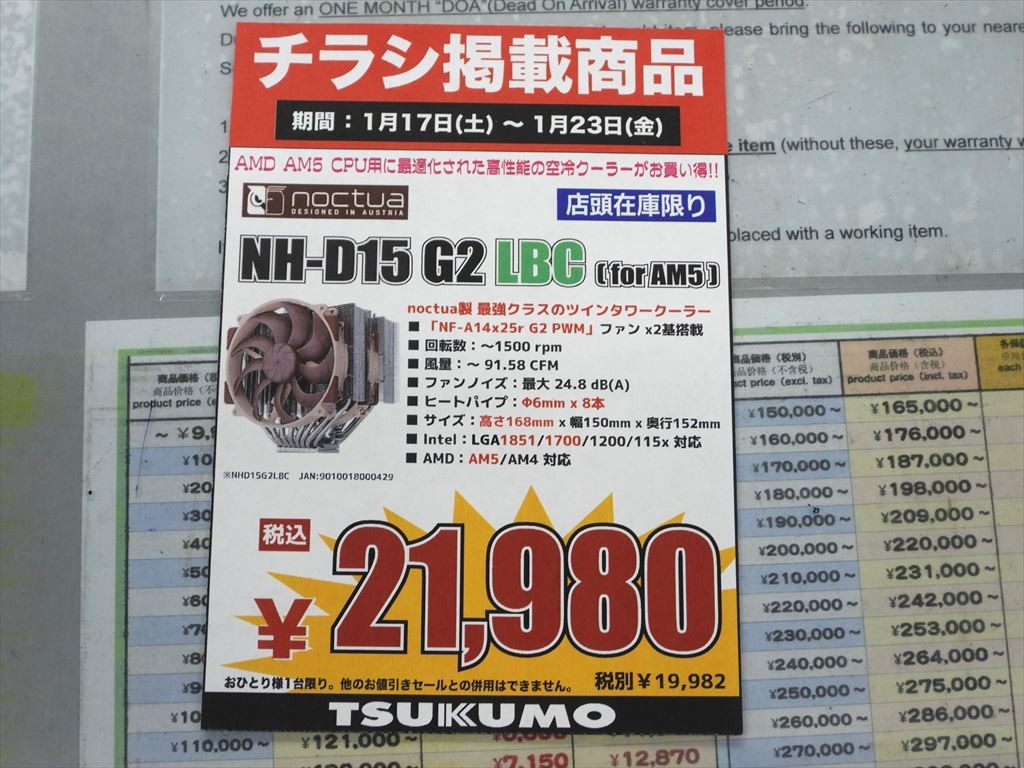 We offer an ONE MONTH "DOA"(Dead On Arrival) warranty cover period.
please bring the following to your neare
item (without these, your warranty w
placed with a working item.
チラシ掲載商品
期間：1月17日(土) ～ 1月23日(金)
AMD AM5 CPU用に最適化された高性能の空冷クーラーがお買い得!!
noctua
DESIGNED IN AUSTRIA
店頭在庫限り
NH-D15 G2 LBC (for AM5)
noctua製 最強クラスのツインタワークーラー
■「NF-A14x25r G2 PWM」ファン x2基搭載
■ 回転数：～1500 rpm
■ 風量：～ 91.58 CFM
■ ファンノイズ：最大 24.8 dB(A)
■ ヒートパイプ：Φ6mm x 8本
■ サイズ：高さ168mm x 幅150mm x 奥行152mm
■ Intel：LGA1851/1700/1200/115x 対応
■ AMD：AM5/AM4 対応
※NHD15G2LBC JAN:9010018000429
税込
¥21,980
おひとり様1台限り。他のお値引きセールとの併用はできません。
税別¥19,982
TSUKUMO
product price (e
¥110,000～ 121,000～
¥7,150 ¥12,870
(税別) 商品価格（税込）
商品价格（不含税） 商品价格（含税）
act price (excl. tax) product price (incl. tax)
each
¥150,000～ ¥165,000～
¥160,000～ ¥176,000～
¥170,000～ ¥187,000～
¥180,000～ ¥198,000～
¥190,000～ ¥209,000～
¥200,000～ ¥220,000～
¥210,000～ ¥231,000～
¥220,000～ ¥242,000～
¥230,000～ ¥253,000～
¥240,000～ ¥264,000～
¥250,000～ ¥275,000～
¥260,000～ ¥286,000～
¥270,000～ ¥297,000～